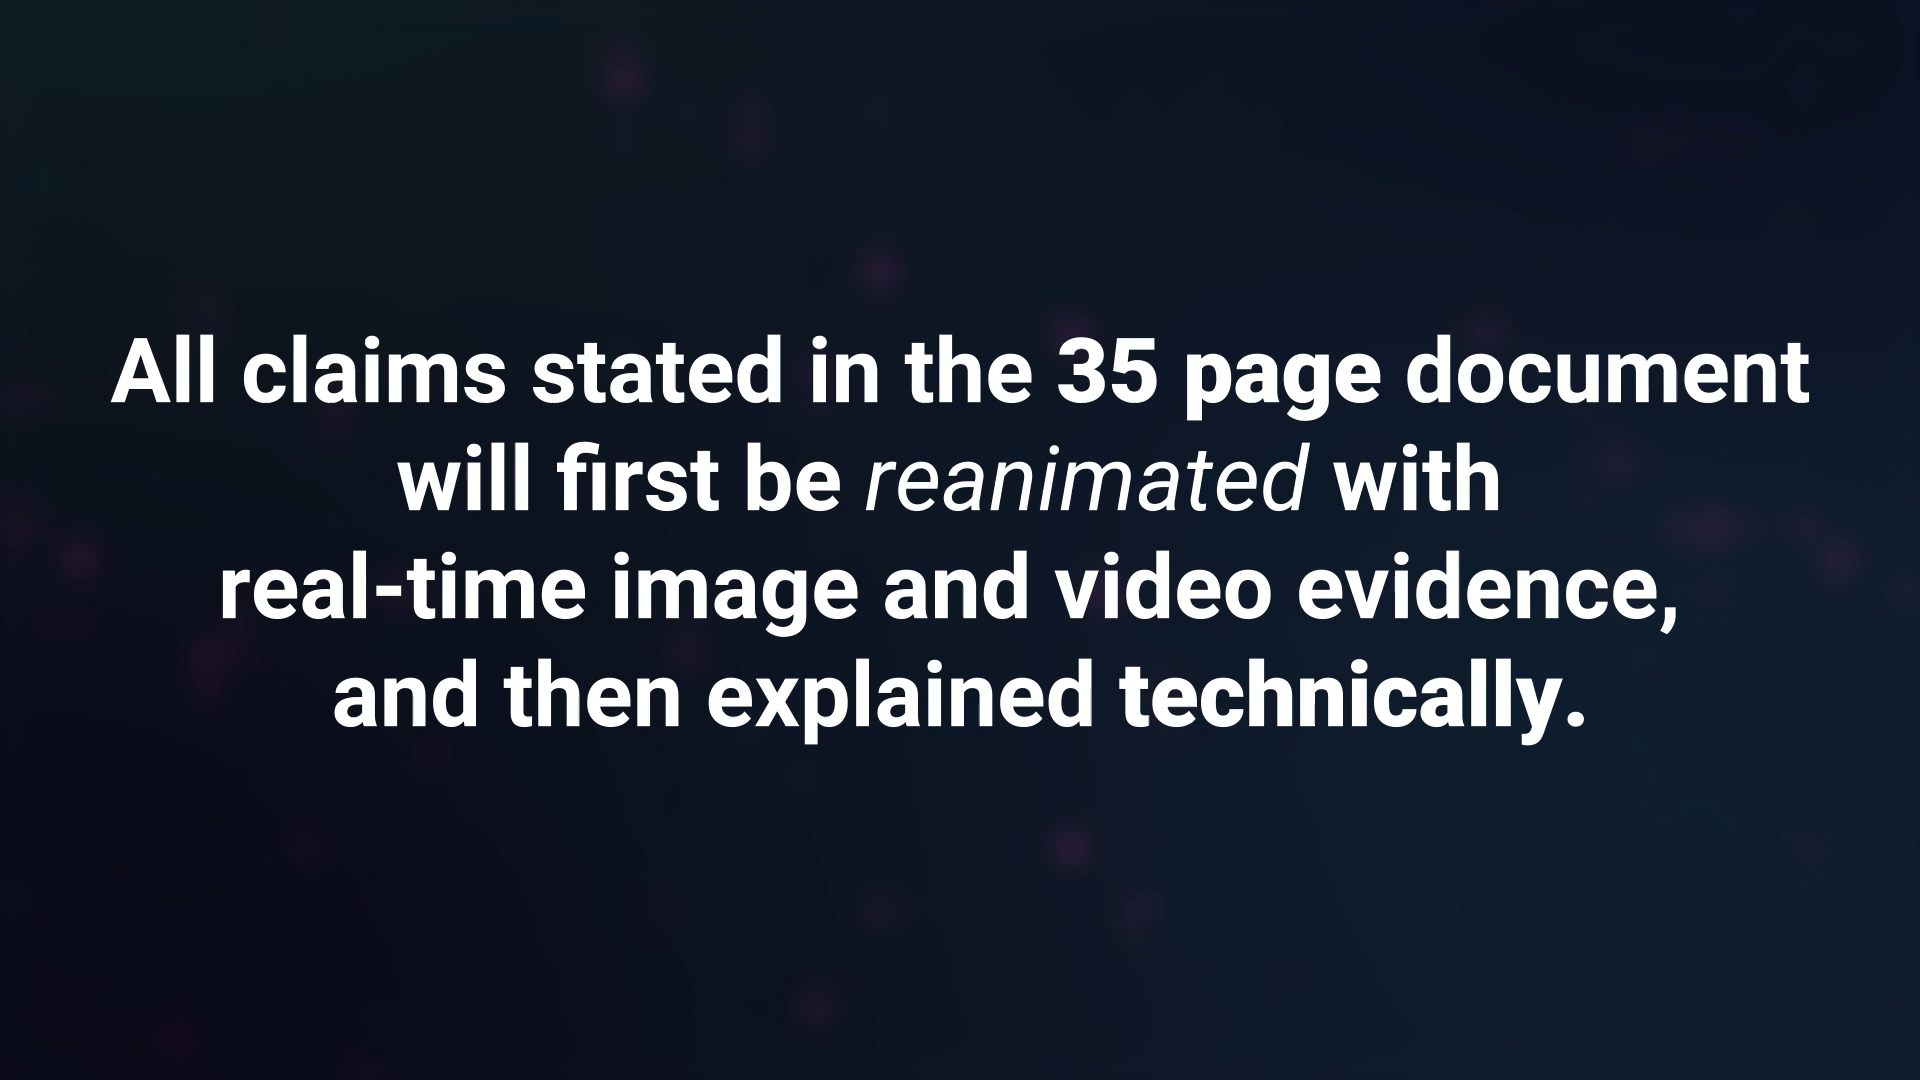 All claims stated in the 35 page document
will first be reanimated with
real-time image and video evidence,
and then explained technically.